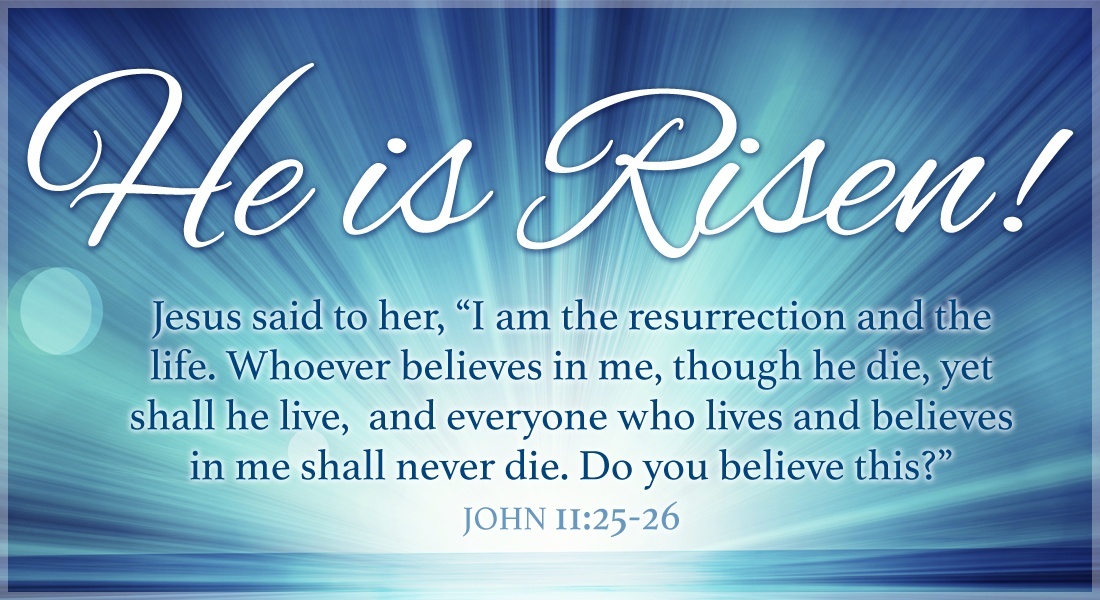 He is Risen!
Jesus said to her, “I am the resurrection and the
life. Whoever believes in me, though he die, yet
shall he live,  and everyone who lives and believes
in me shall never die. Do you believe this?”
JOHN 11:25-26